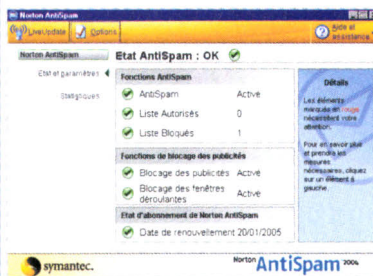 Norton AntiSpam
LiveUpdate Options Aide et assistance
Norton AntiSpam
Etat et paramètres
Statistiques
Etat AntiSpam : OK
Fonctions AntiSpam
AntiSpam Activé
Liste Autorisés 0
Liste Bloqués 1
Fonctions de blocage des publicités
Blocage des publicités Activé
Blocage des fenêtres déroulantes Activé
Etat d'abonnement de Norton AntiSpam
Date de renouvellement 20/01/2005
Détails
Les éléments
marqués en rouge
nécessitent votre
attention.
Pour en savoir plus
et prendre les
mesures
nécessaires, cliquez
sur un élément à
gauche.
symantec.
Norton AntiSpam 2004